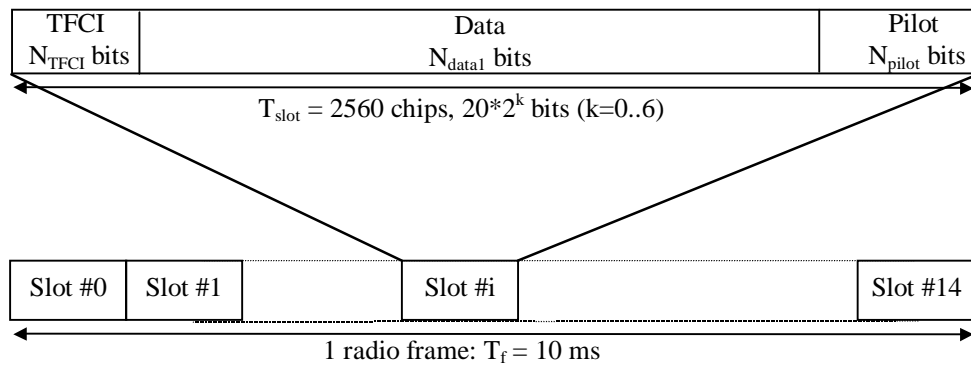 TFCI Data Pilot
N_TFCI bits N_data1 bits N_pilot bits
T_slot = 2560 chips, 20*2^k bits (k=0..6)
Slot #0 Slot #1 Slot #i Slot #14
1 radio frame: T_f = 10 ms